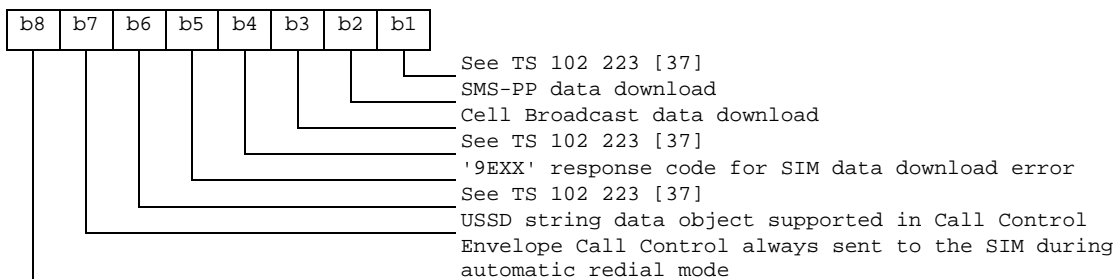 b8 b7 b6 b5 b4 b3 b2 b1
See TS 102 223 [37]
SMS-PP data download
Cell Broadcast data download
See TS 102 223 [37]
'9EXX' response code for SIM data download error
See TS 102 223 [37]
USSD string data object supported in Call Control
Envelope Call Control always sent to the SIM during
automatic redial mode